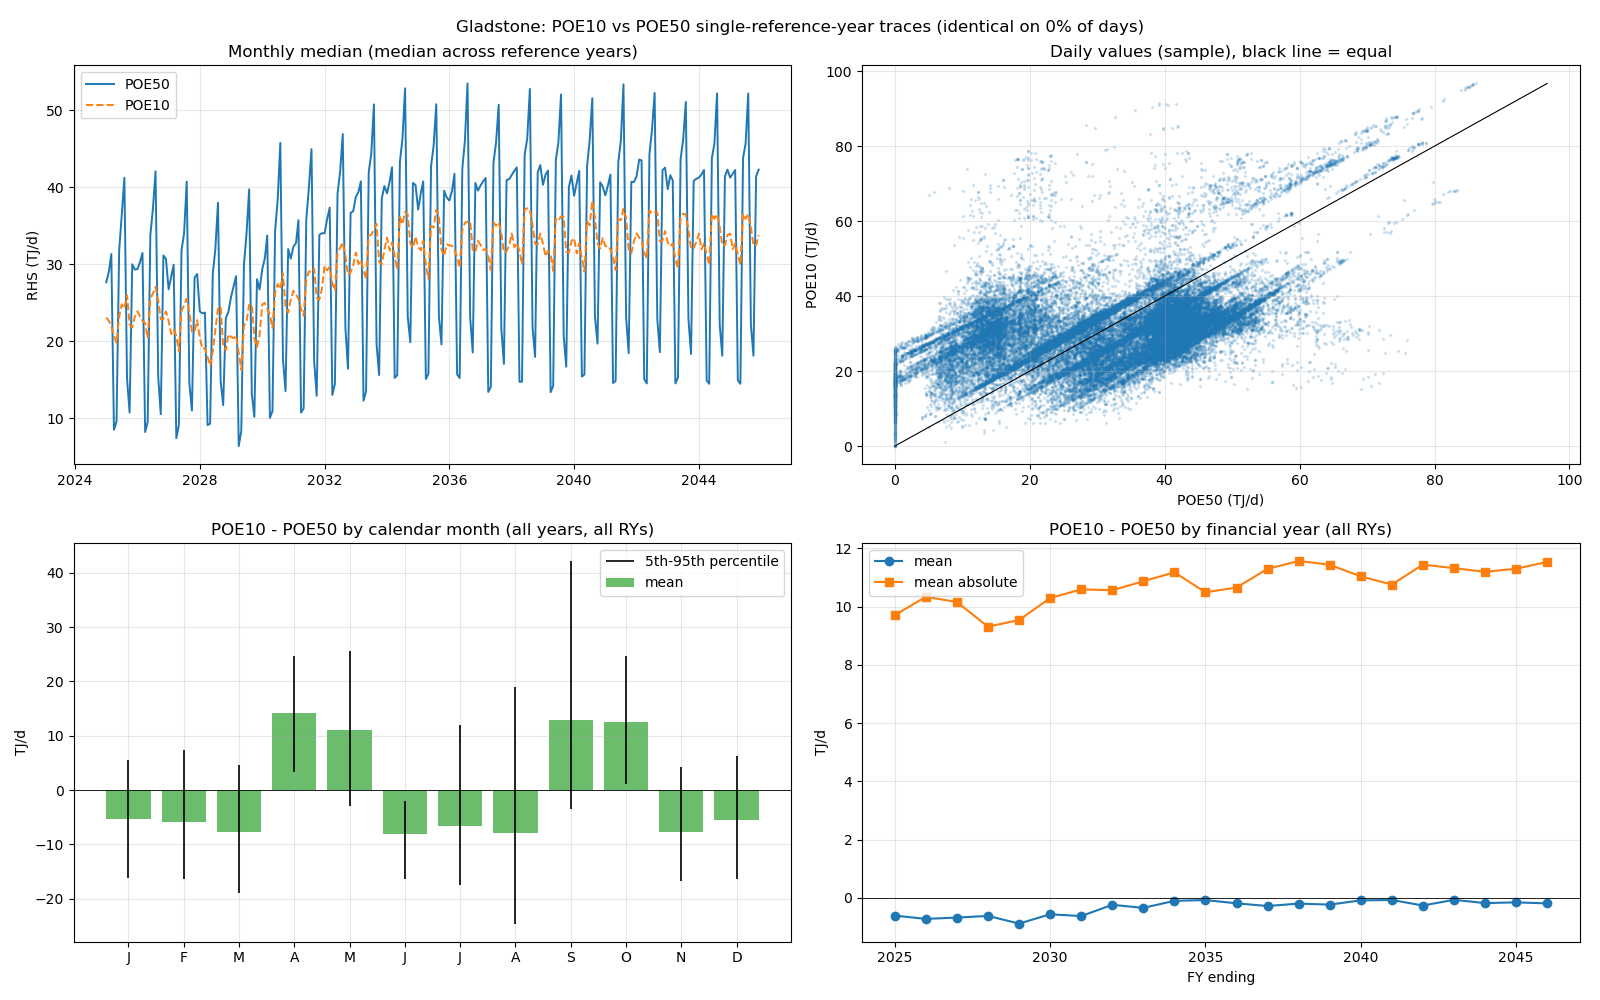 Gladstone: POE10 vs POE50 single-reference-year traces (identical on 0% of days)
Monthly median (median across reference years)
POE50
POE10
RHS (TJ/d)
50
40
30
20
10
2024 2028 2032 2036 2040 2044
Daily values (sample), black line = equal
POE10 (TJ/d)
100
80
60
40
20
0
0 20 40 60 80 100
POE50 (TJ/d)
POE10 - POE50 by calendar month (all years, all RYs)
5th-95th percentile
mean
TJ/d
40
30
20
10
0
−10
−20
J F M A M J J A S O N D
POE10 - POE50 by financial year (all RYs)
mean
mean absolute
TJ/d
12
10
8
6
4
2
0
2025 2030 2035 2040 2045
FY ending